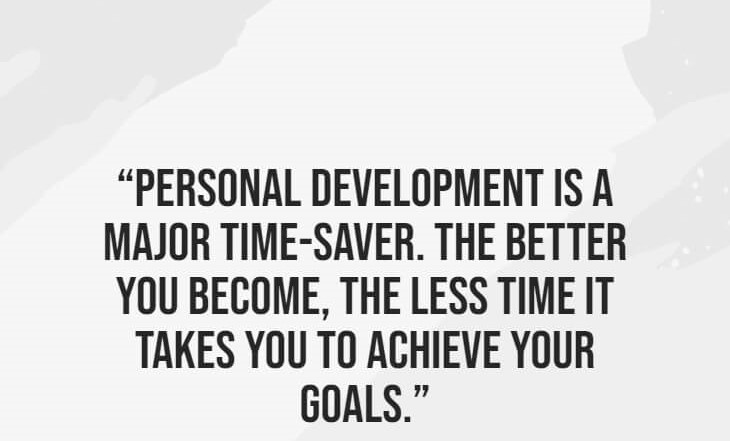 “PERSONAL DEVELOPMENT IS A
MAJOR TIME-SAVER. THE BETTER
YOU BECOME, THE LESS TIME IT
TAKES YOU TO ACHIEVE YOUR
GOALS.”